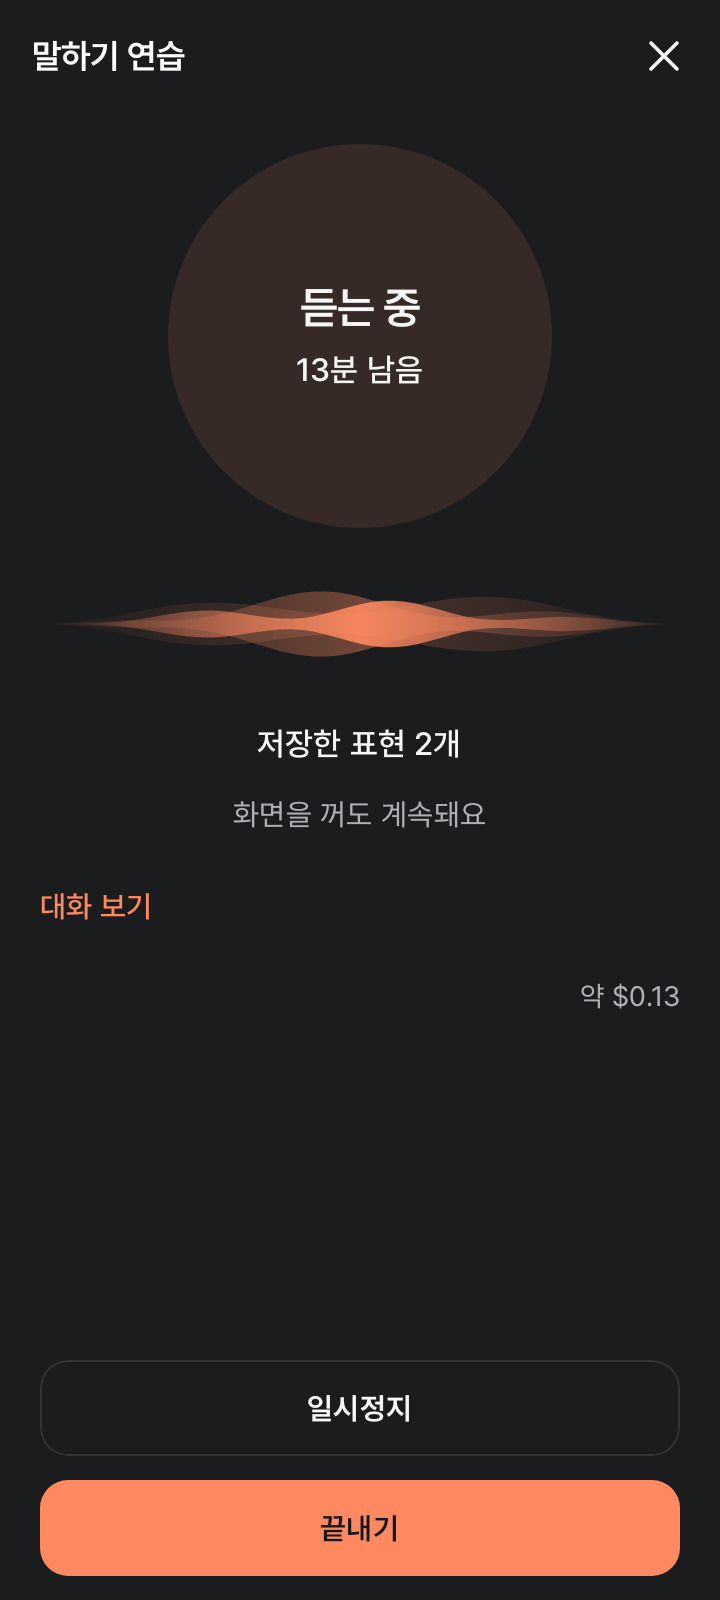 말하기 연습
듣는 중
13분 남음
저장한 표현 2개
화면을 꺼도 계속돼요
대화 보기
약 $0.13
일시정지
끝내기